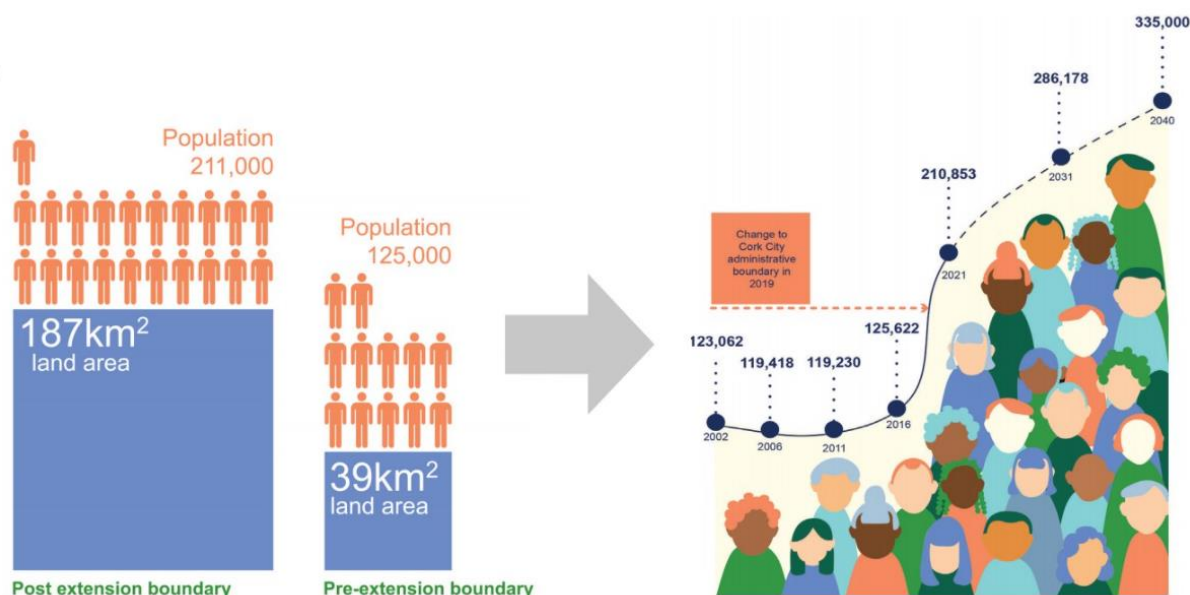 Population
211,000
187km²
land area
Post extension boundary
Population
125,000
39km²
land area
Pre-extension boundary
Change to
Cork City
administrative
boundary in
2019
123,062
2002
119,418
2006
119,230
2011
125,622
2016
210,853
2021
286,178
2031
335,000
2040